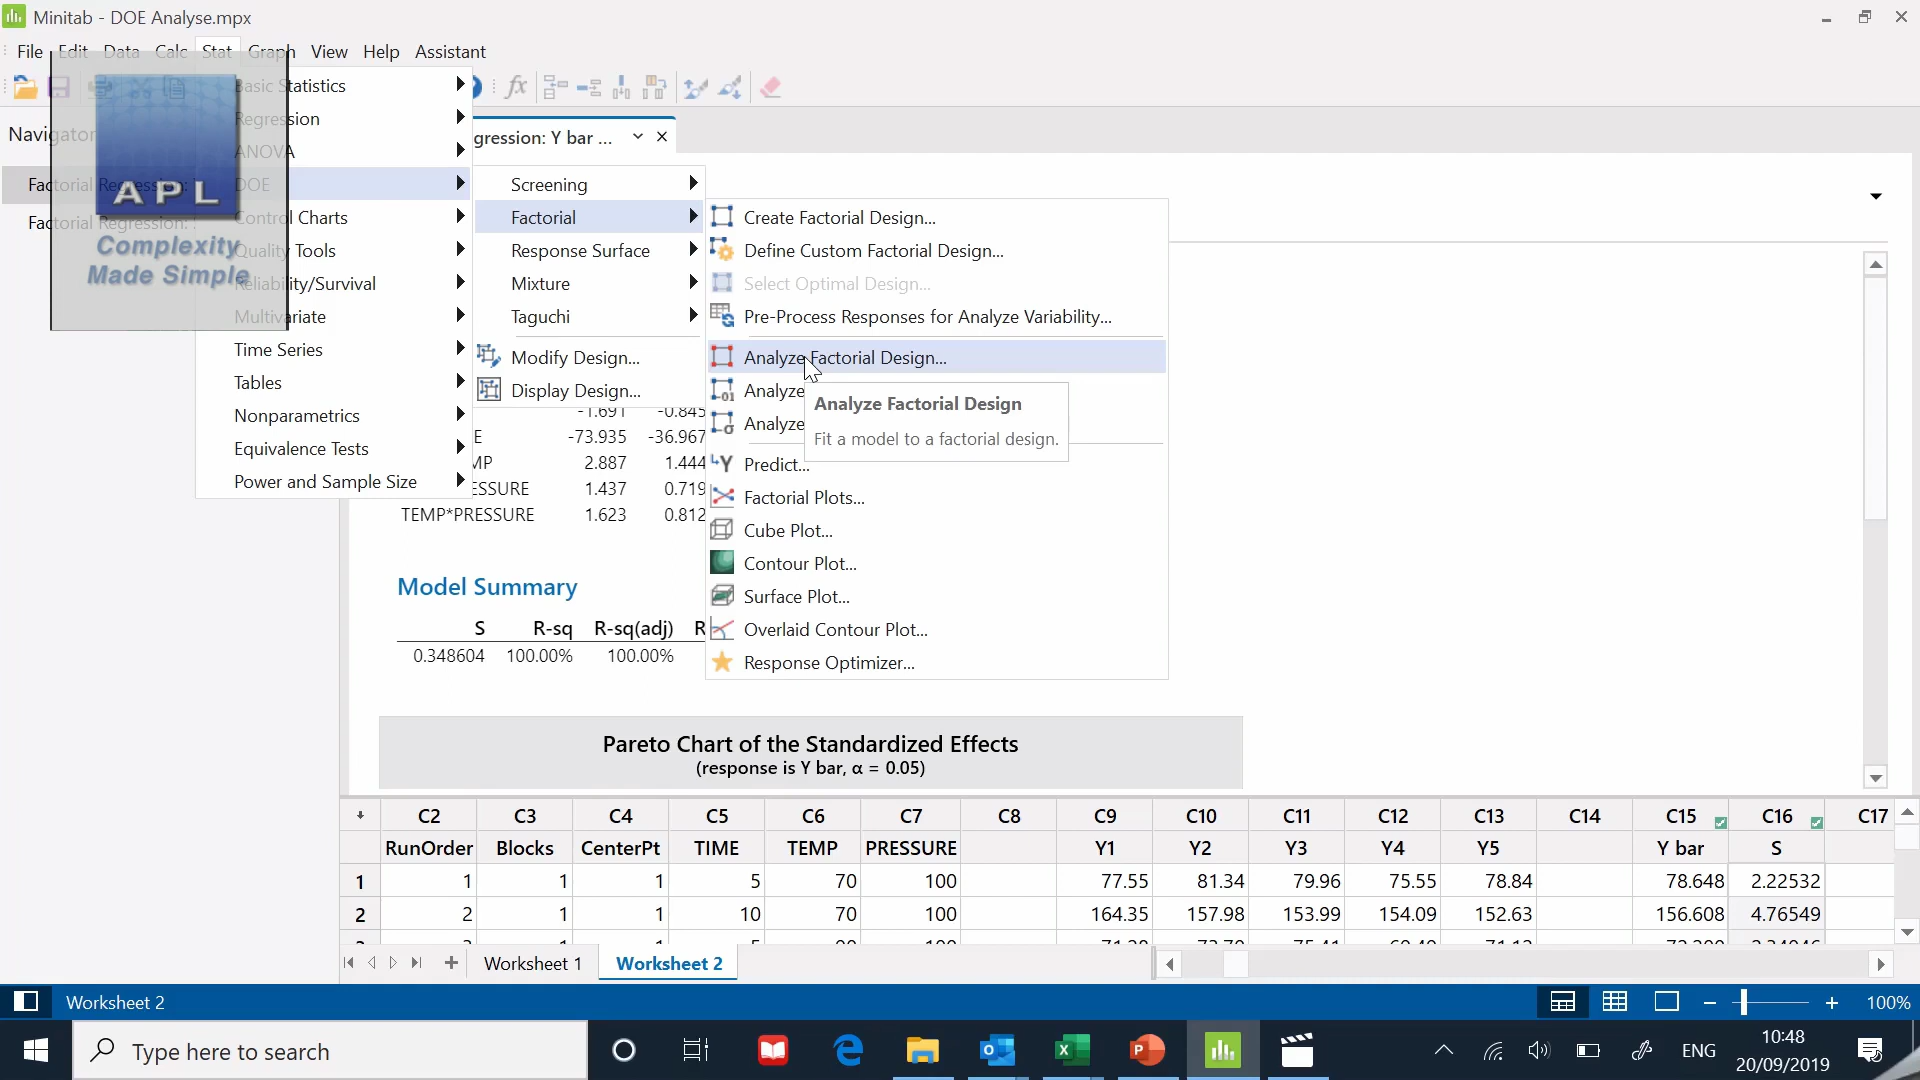 Minitab - DOE Analyse.mpx
File Edit Data Calc Stat Graph View Help Assistant
Navigator
gression: Y bar ...
Factorial Regression:
Factorial Regression:
APL
Complexity
Made Simple
Basic Statistics
Regression
ANOVA
DOE
Control Charts
Quality Tools
Reliability/Survival
Multivariate
Time Series
Tables
Nonparametrics
Equivalence Tests
Power and Sample Size
Screening
Factorial
Response Surface
Mixture
Taguchi
Modify Design...
Display Design...
Create Factorial Design...
Define Custom Factorial Design...
Select Optimal Design...
Pre-Process Responses for Analyze Variability...
Analyze Factorial Design...
Analyze
Analyze
Predict...
Factorial Plots...
Cube Plot...
Contour Plot...
Surface Plot...
Overlaid Contour Plot...
Response Optimizer...
Analyze Factorial Design
Fit a model to a factorial design.
-1.691 -0.845
E -73.935 -36.967
MP 2.887 1.444
ESSURE 1.437 0.719
TEMP*PRESSURE 1.623 0.812
Model Summary
S R-sq R-sq(adj) R
0.348604 100.00% 100.00%
Pareto Chart of the Standardized Effects
(response is Y bar, α = 0.05)
C2 C3 C4 C5 C6 C7 C8 C9 C10 C11 C12 C13 C14 C15 C16 C17
RunOrder Blocks CenterPt TIME TEMP PRESSURE Y1 Y2 Y3 Y4 Y5 Y bar S
1 1 1 1 5 70 100 77.55 81.34 79.96 75.55 78.84 78.648 2.22532
2 2 1 1 10 70 100 164.35 157.98 153.99 154.09 152.63 156.608 4.76549
Worksheet 1 Worksheet 2
Worksheet 2
100%
Type here to search
ENG
10:48
20/09/2019